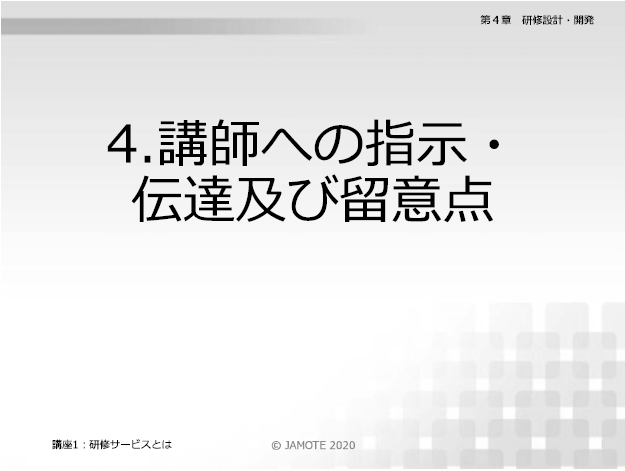 第４章　研修設計・開発
4.講師への指示・
伝達及び留意点
講座1：研修サービスとは
© JAMOTE 2020